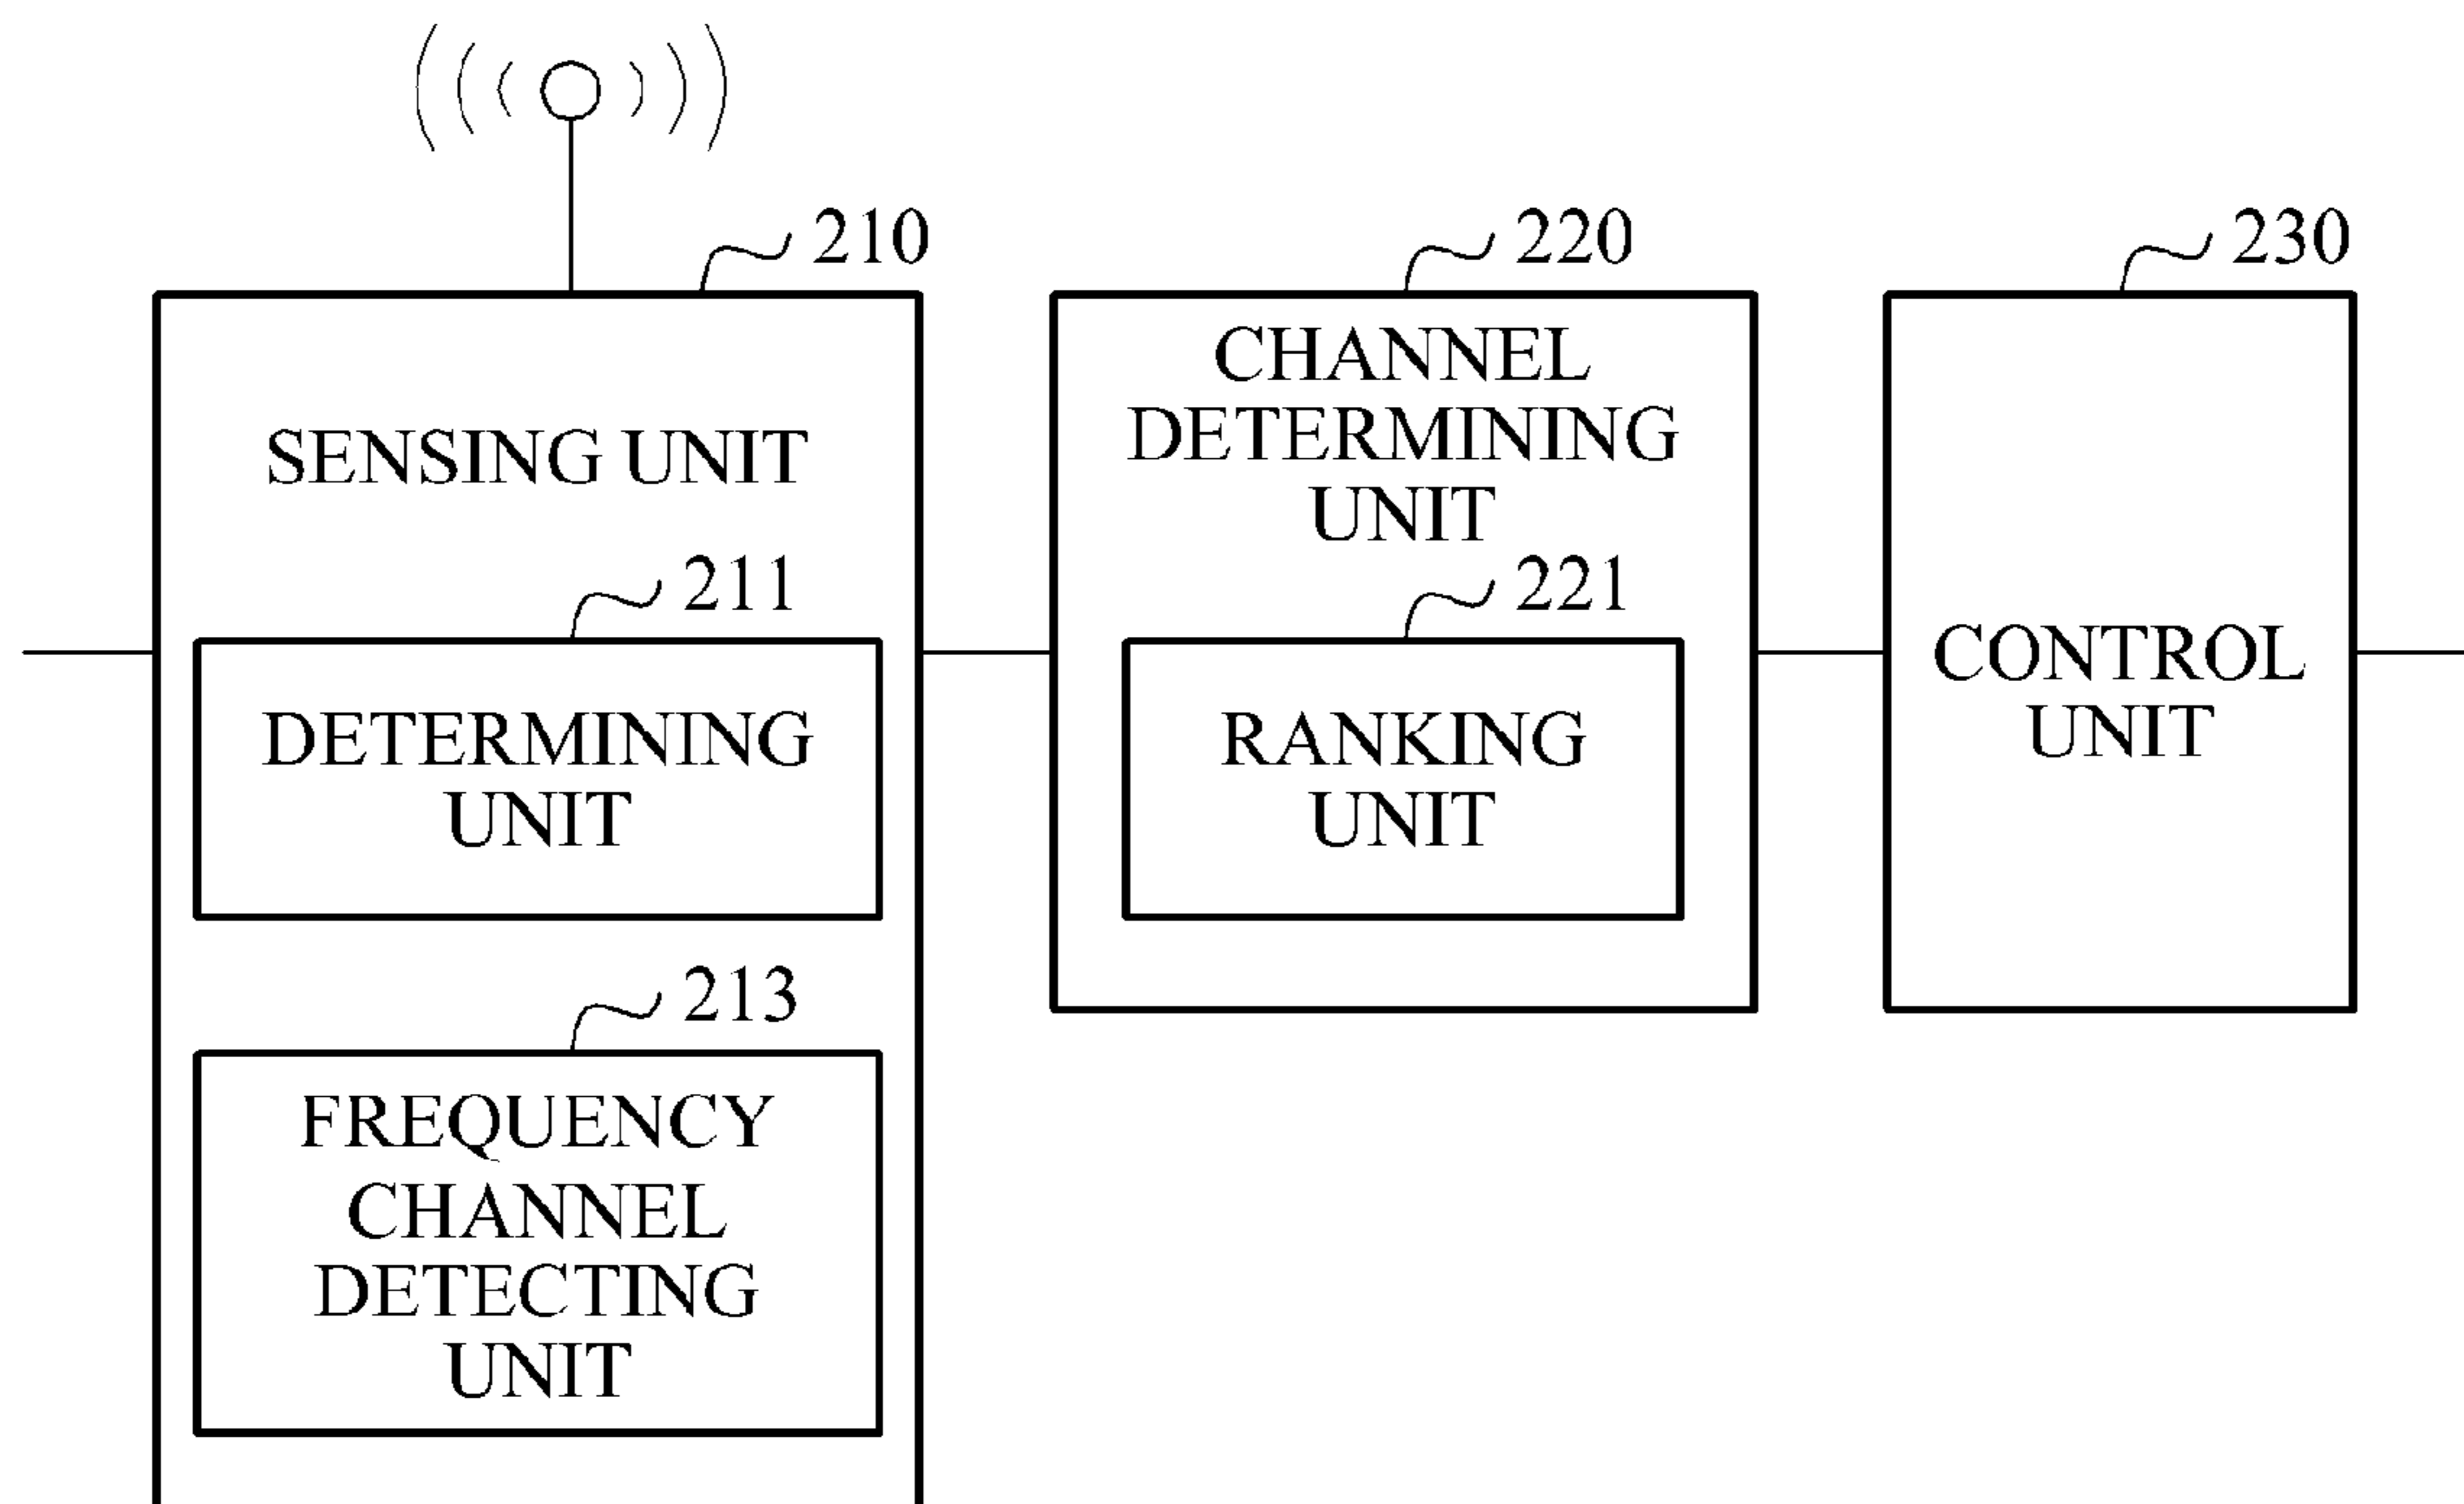 210
SENSING UNIT
211
DETERMINING
UNIT
213
FREQUENCY
CHANNEL
DETECTING
UNIT
220
CHANNEL
DETERMINING
UNIT
221
RANKING
UNIT
230
CONTROL
UNIT